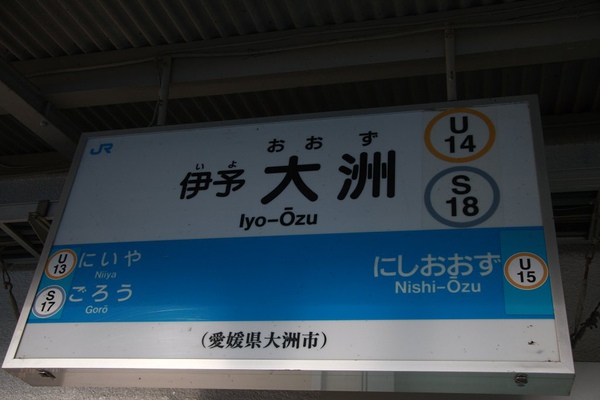 JR
いよ おおず
伊予大洲
Iyo-Ōzu
U
14
S
18
U
13
にいや
Niiya
S
17
ごろう
Gorō
にしおおず
Nishi-Ōzu
U
15
(愛媛県大洲市)